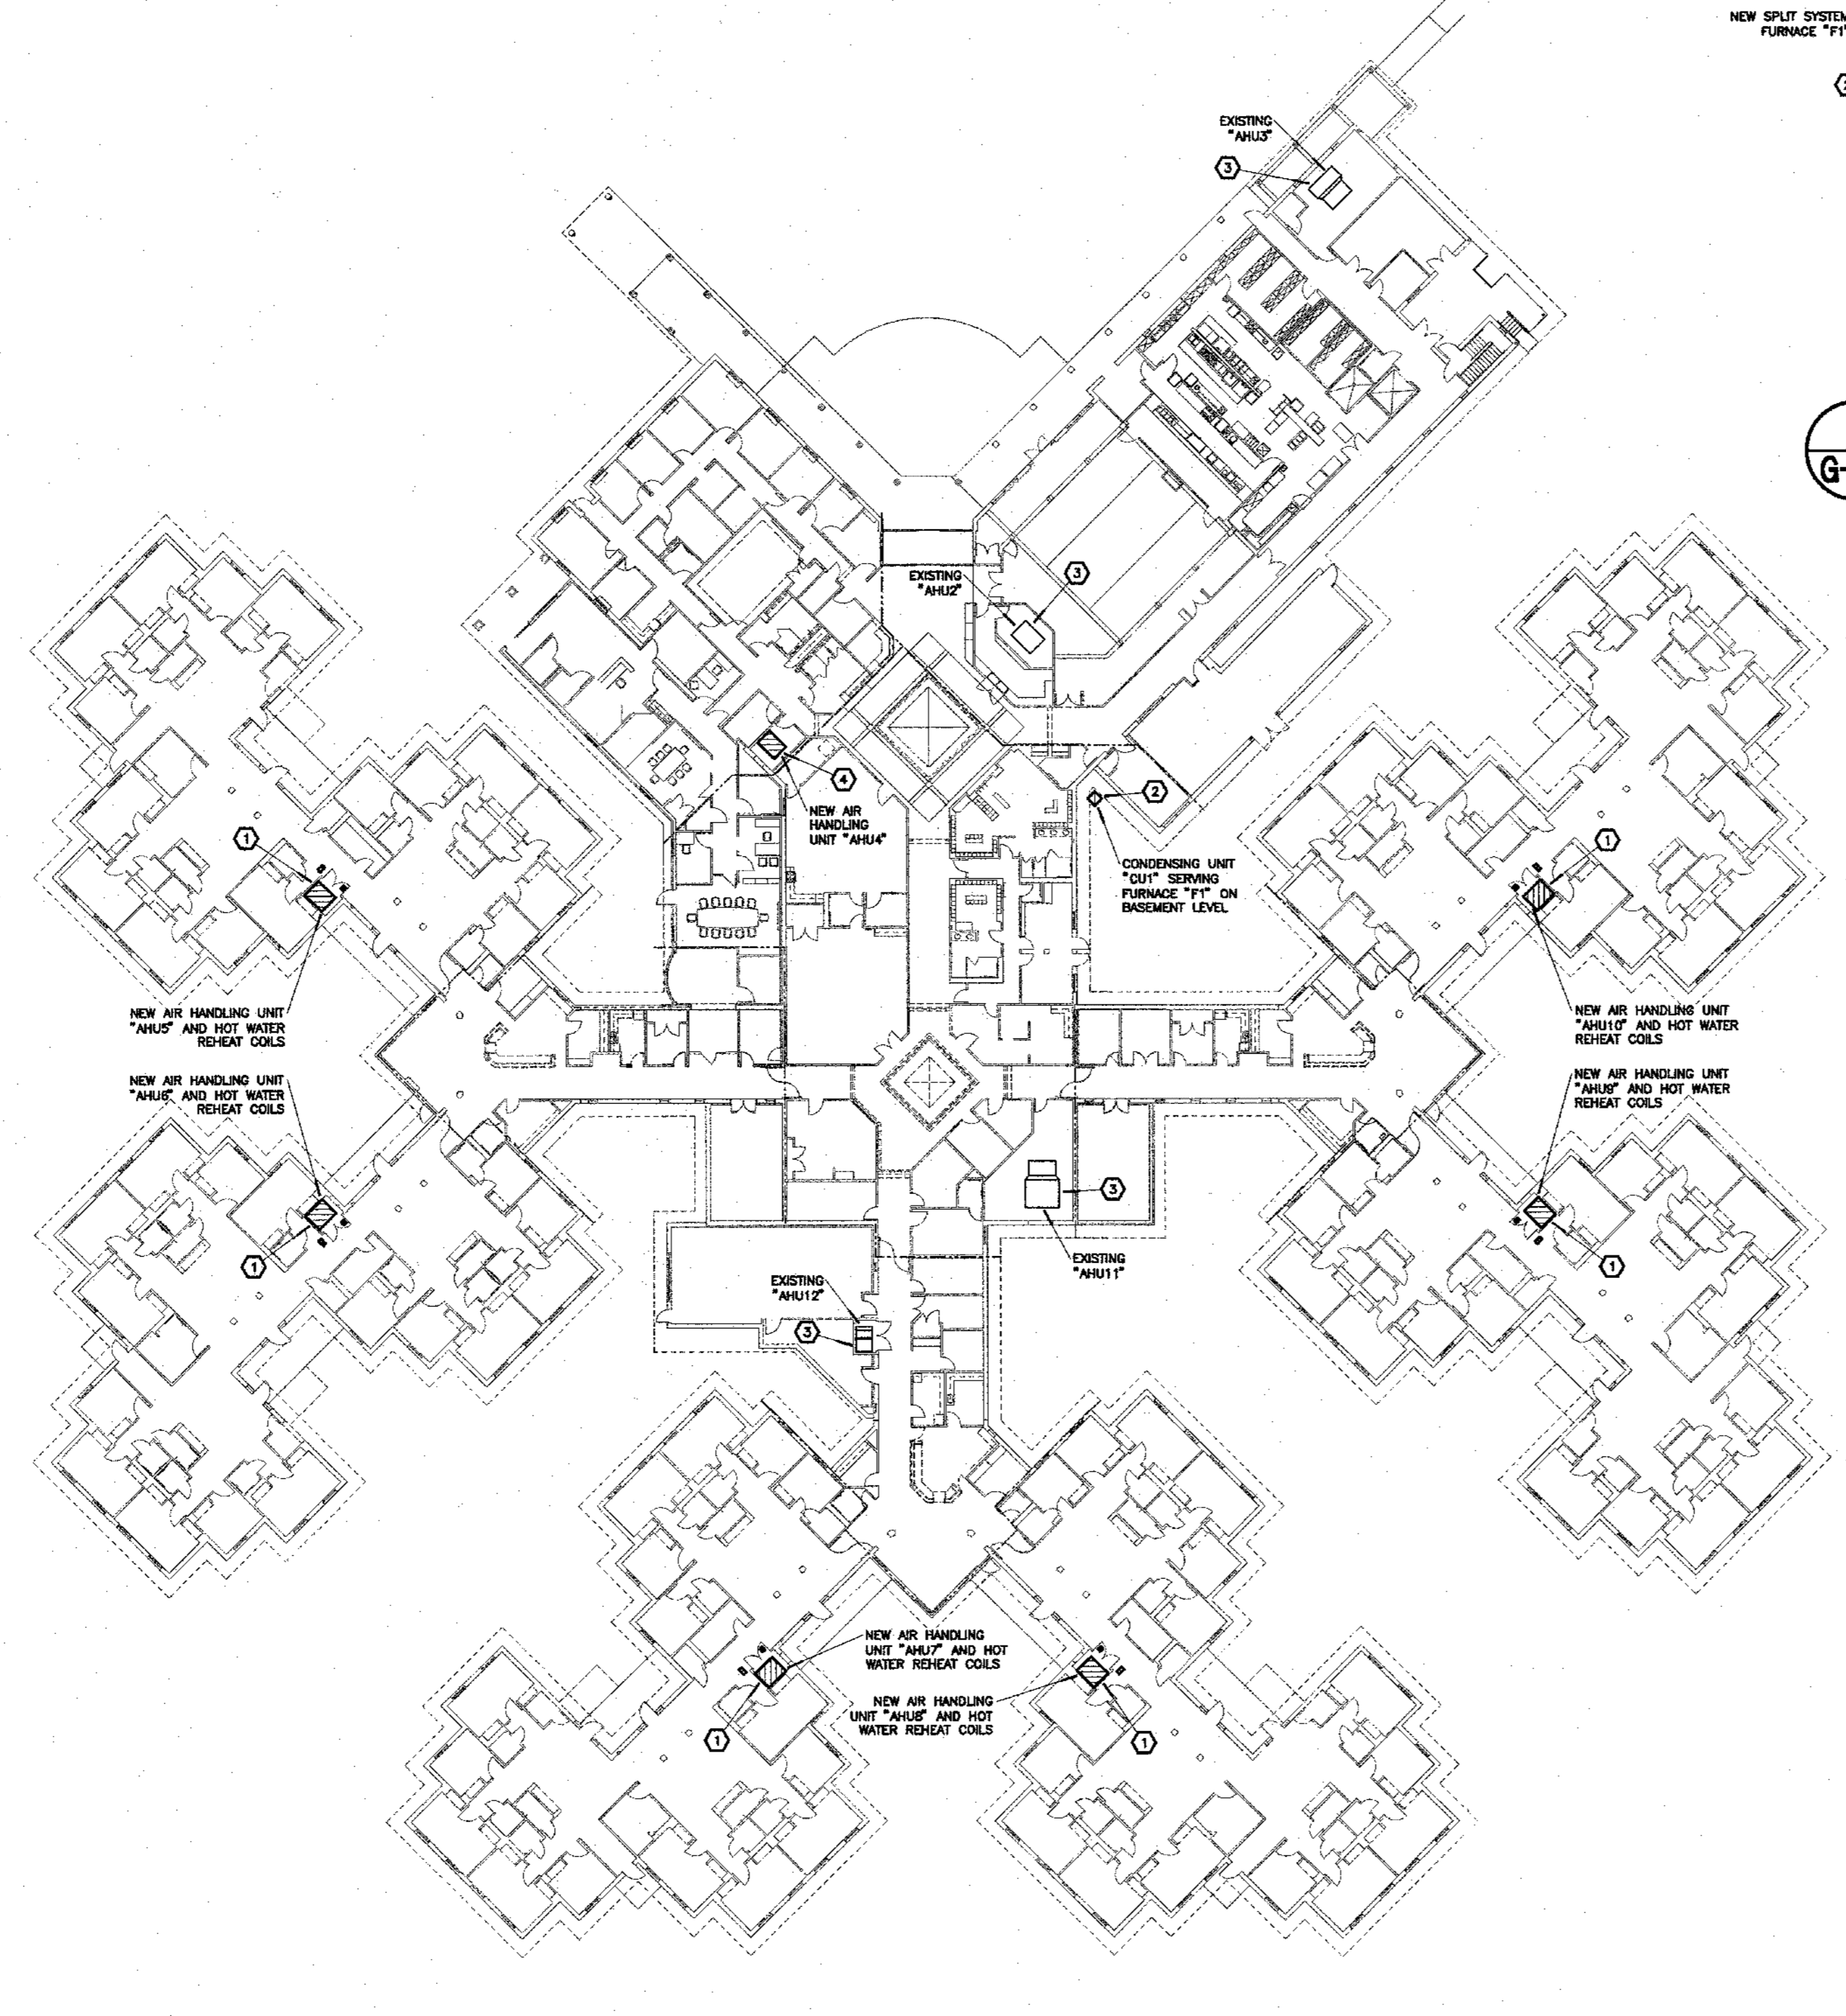 NEW SPLIT SYSTEM
FURNACE "F1"
EXISTING
"AHU3"
3
G-
EXISTING
"AHU2"
3
4
NEW AIR
HANDLING
UNIT "AHU4"
2
CONDENSING UNIT
"CU1" SERVING
FURNACE "F1" ON
BASEMENT LEVEL
1
1
NEW AIR HANDLING UNIT
"AHU5" AND HOT WATER
REHEAT COILS
NEW AIR HANDLING UNIT
"AHU10" AND HOT WATER
REHEAT COILS
NEW AIR HANDLING UNIT
"AHU6" AND HOT WATER
REHEAT COILS
NEW AIR HANDLING UNIT
"AHU9" AND HOT WATER
REHEAT COILS
3
1
1
EXISTING
"AHU11"
EXISTING
"AHU12"
3
NEW AIR HANDLING
UNIT "AHU7" AND HOT
WATER REHEAT COILS
NEW AIR HANDLING
UNIT "AHU8" AND HOT
WATER REHEAT COILS
1
1